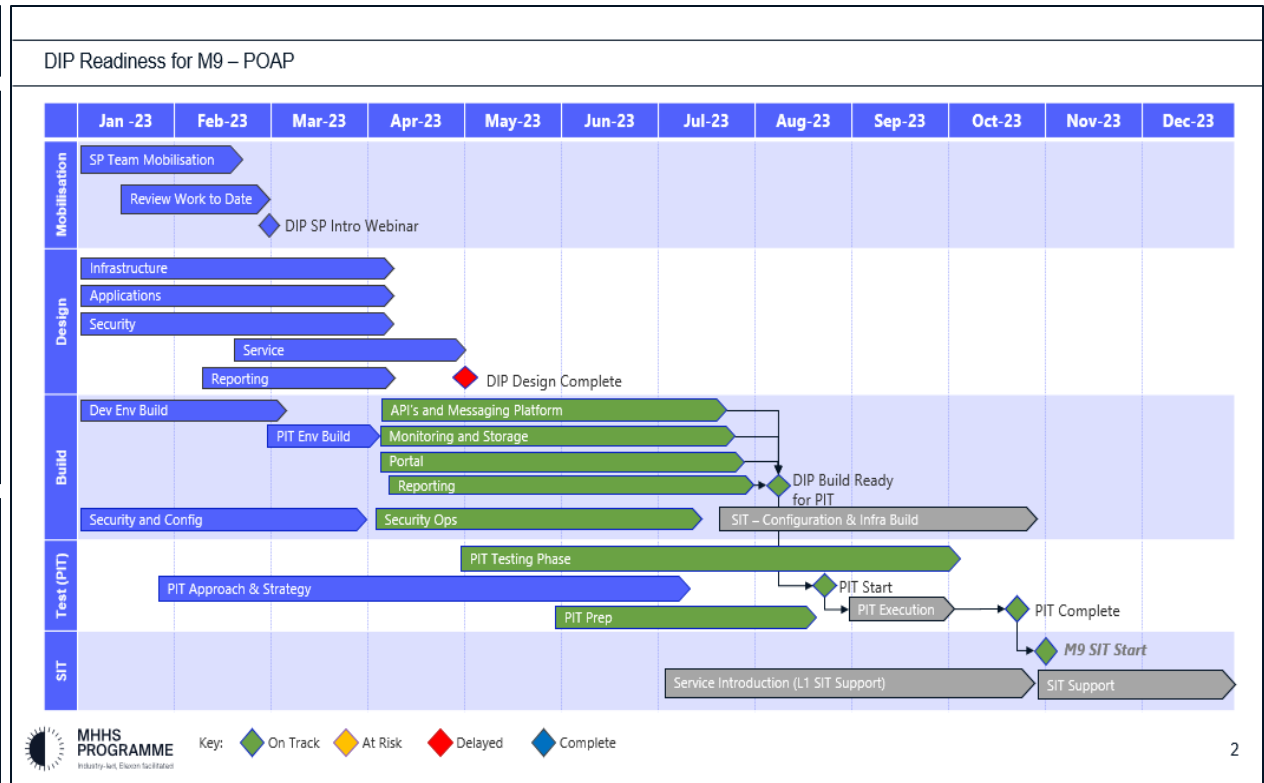 DIP Readiness for M9 – POAP
Jan -23 Feb-23 Mar-23 Apr-23 May-23 Jun-23 Jul-23 Aug-23 Sep-23 Oct-23 Nov-23 Dec-23
Mobilisation
SP Team Mobilisation
Review Work to Date
DIP SP Intro Webinar
Design
Infrastructure
Applications
Security
Service
Reporting
DIP Design Complete
Build
Dev Env Build
API's and Messaging Platform
PIT Env Build
Monitoring and Storage
Portal
Reporting
DIP Build Ready
for PIT
Security and Config
Security Ops
SIT – Configuration & Infra Build
Test (PIT)
PIT Testing Phase
PIT Approach & Strategy
PIT Start
PIT Prep
PIT Execution
PIT Complete
SIT
M9 SIT Start
Service Introduction (L1 SIT Support)
SIT Support
MHHS
PROGRAMME
Industry-led, Elexon facilitated
Key: On Track At Risk Delayed Complete
2